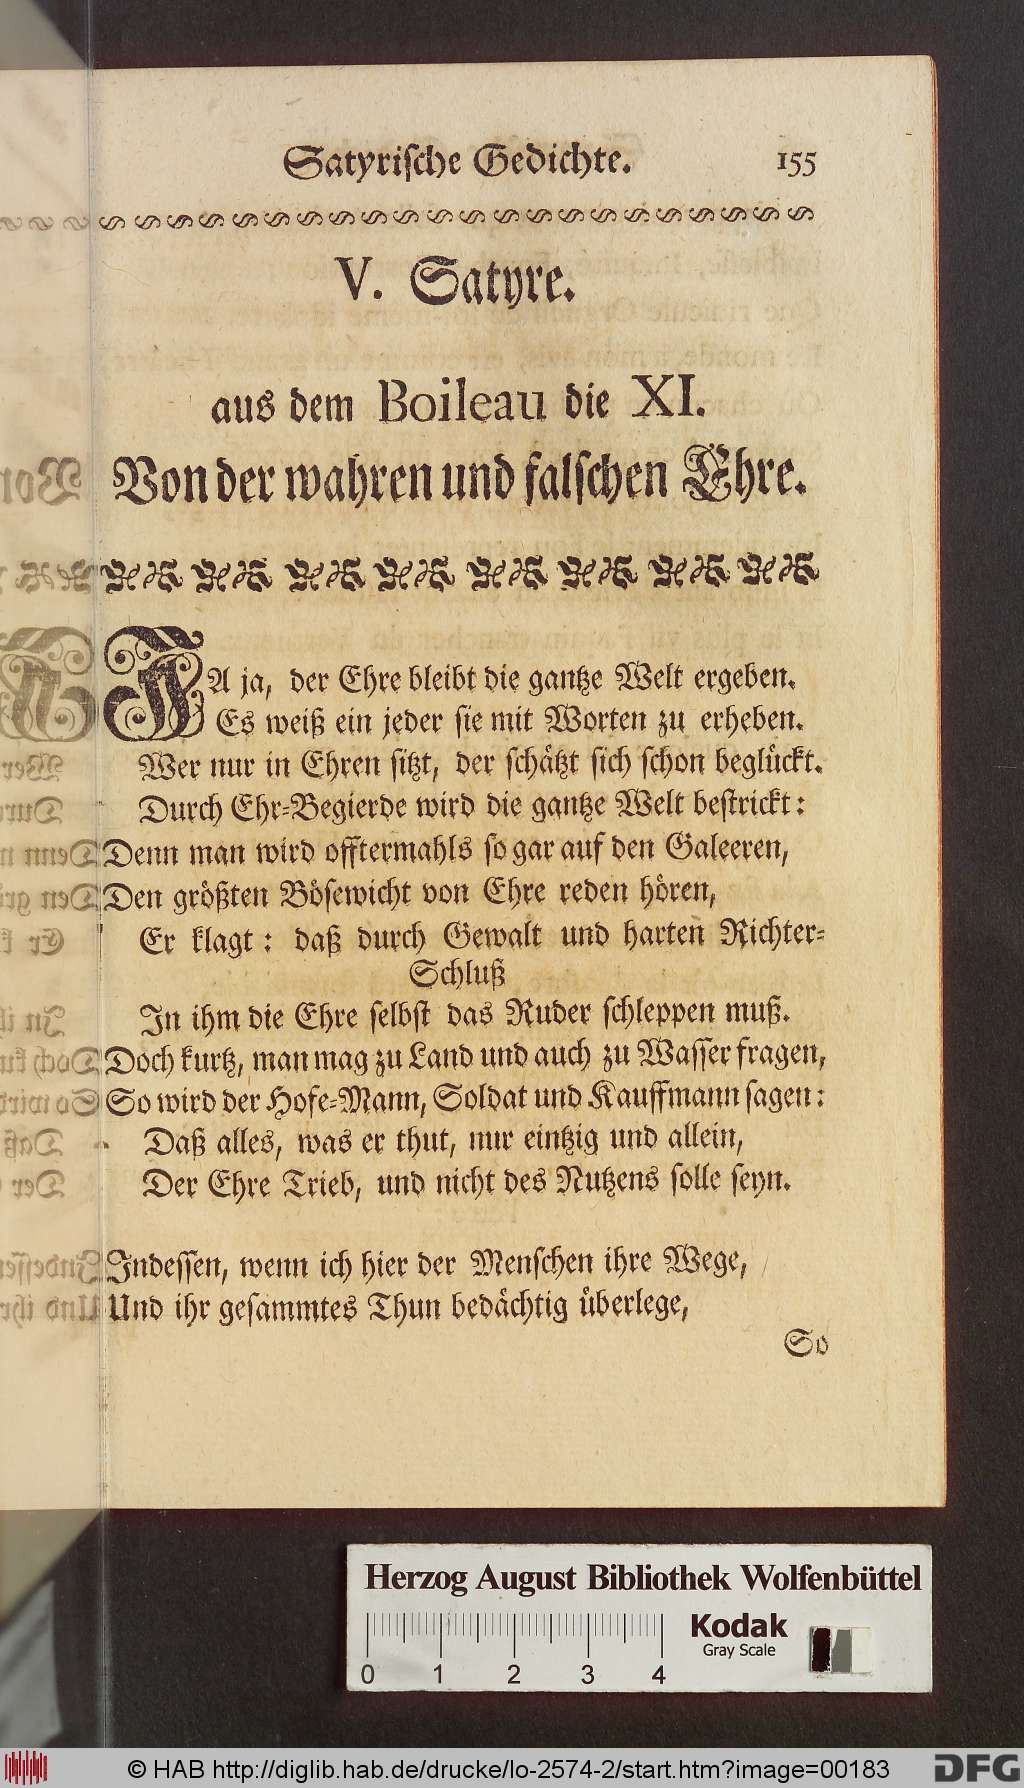 Satyrische Gedichte. 155
V. Satyre.
aus dem Boileau die XI.
Von der wahren und falschen Ehre.
JA ja, der Ehre bleibt die gantze Welt ergeben.
Es weiß ein jeder sie mit Worten zu erheben.
Wer nur in Ehren sitzt, der schätzt sich schon beglückt.
Durch Ehr-Begierde wird die gantze Welt bestrickt:
Denn man wird offtermahls so gar auf den Galeeren,
Den größten Bösewicht von Ehre reden hören,
Er klagt: daß durch Gewalt und harten Richter-
Schluß
In ihm die Ehre selbst das Ruder schleppen muß.
Doch kurtz, man mag zu Land und auch zu Wasser fragen,
So wird der Hofe-Mann, Soldat und Kauffmann sagen:
Daß alles, was er thut, nur eintzig und allein,
Der Ehre Trieb, und nicht des Nutzens solle seyn.
Indessen, wenn ich hier der Menschen ihre Wege,
Und ihr gesammtes Thun bedächtig überlege,
So
Herzog August Bibliothek Wolfenbüttel
Kodak
Gray Scale
0 1 2 3 4
© HAB http://diglib.hab.de/drucke/lo-2574-2/start.htm?image=00183
DFG